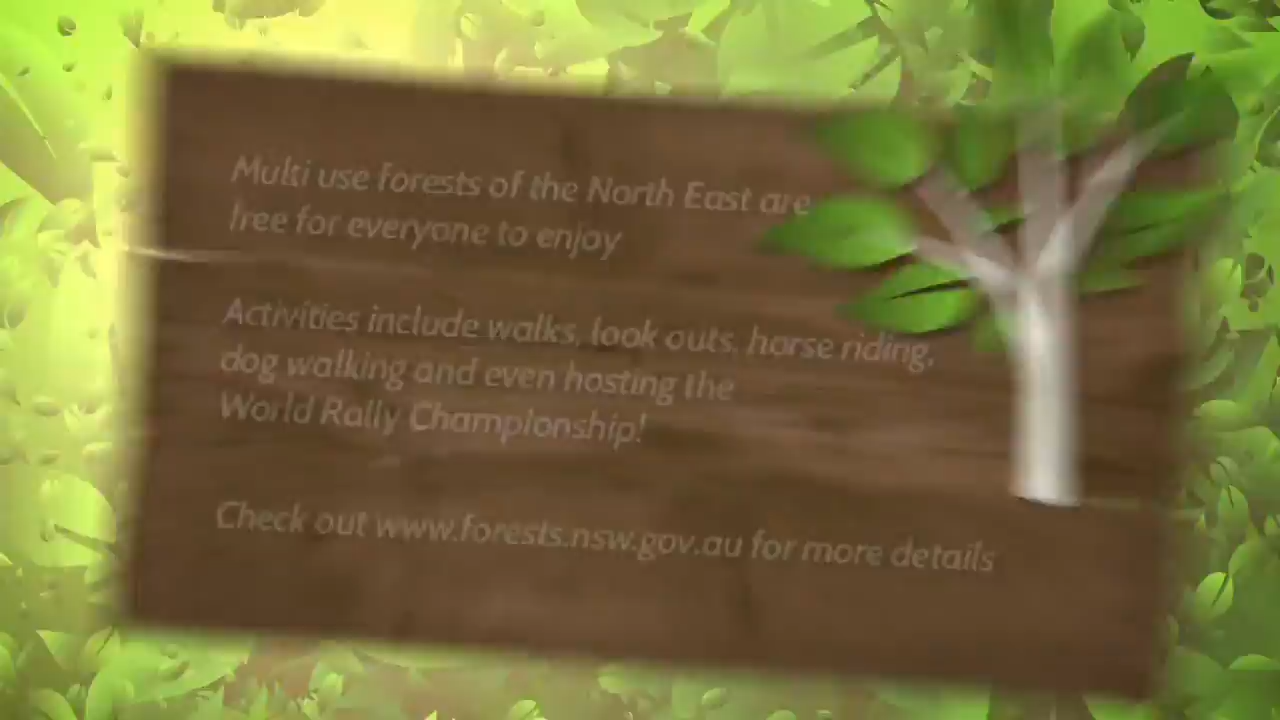 Multi use forests of the North East are
free for everyone to enjoy
Activities include walks, look outs, horse riding,
dog walking and even hosting the
World Rally Championship!
Check out www.forests.nsw.gov.au for more details